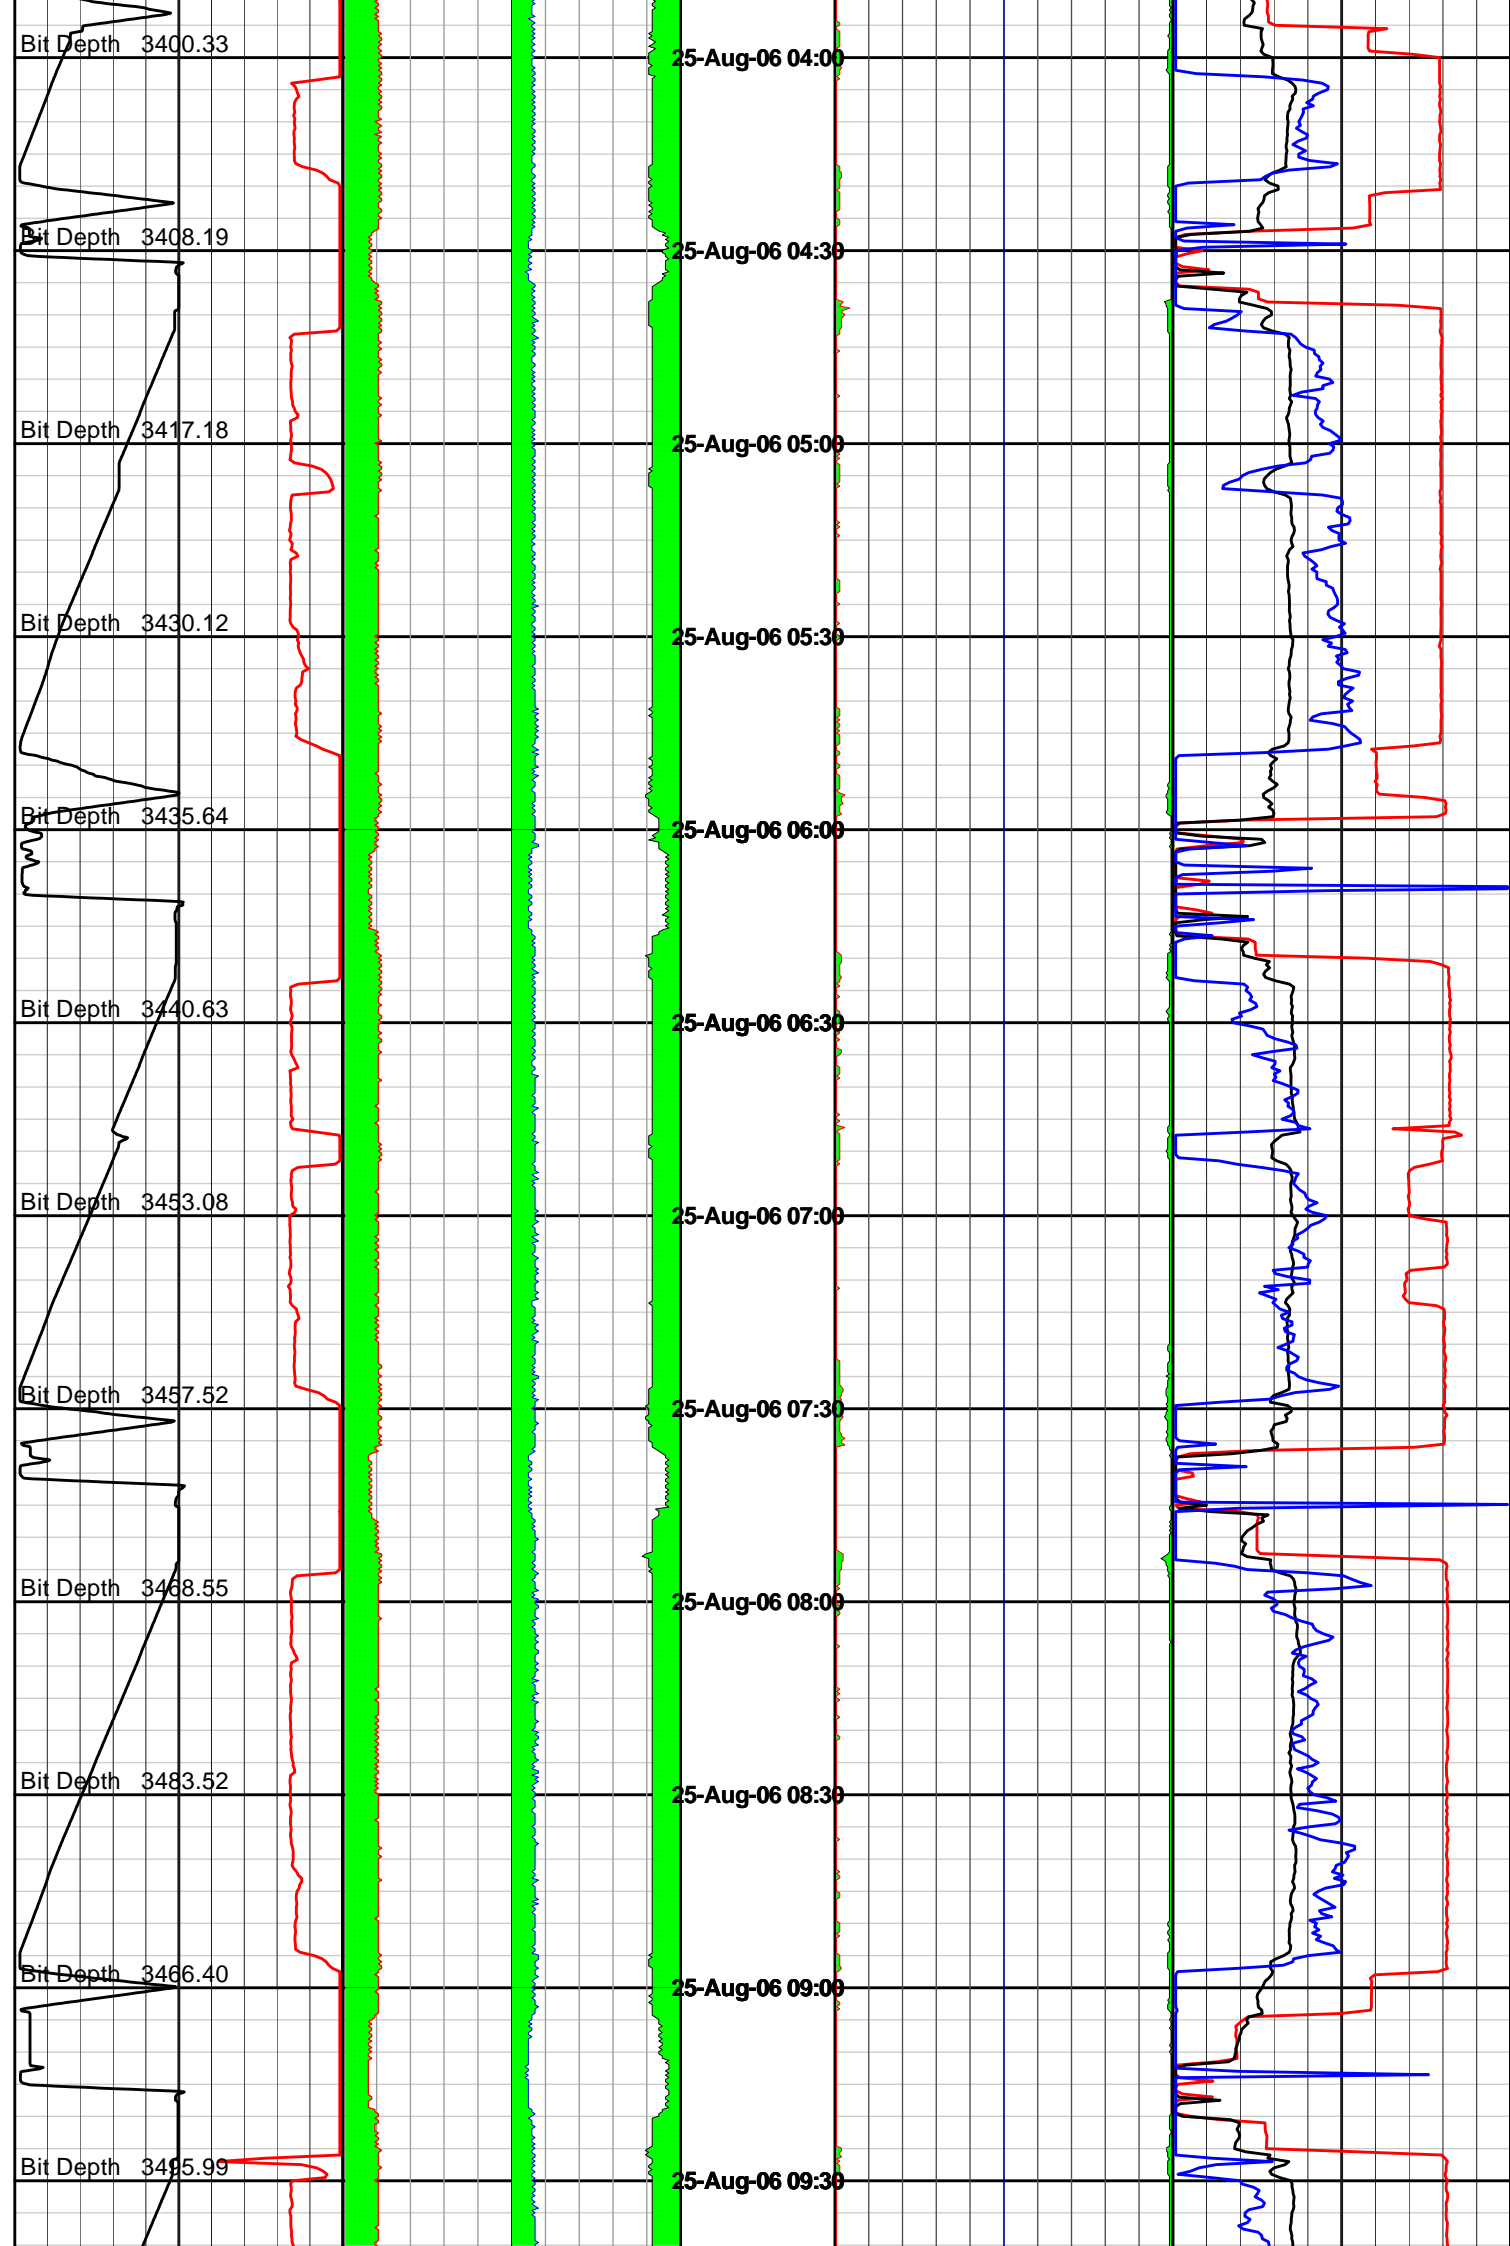 Bit Depth 3400.33
25-Aug-06 04:00
Bit Depth 3408.19
25-Aug-06 04:30
Bit Depth 3417.18
25-Aug-06 05:00
Bit Depth 3430.12
25-Aug-06 05:30
Bit Depth 3435.64
25-Aug-06 06:00
Bit Depth 3440.63
25-Aug-06 06:30
Bit Depth 3453.08
25-Aug-06 07:00
Bit Depth 3457.52
25-Aug-06 07:30
Bit Depth 3468.55
25-Aug-06 08:00
Bit Depth 3483.52
25-Aug-06 08:30
Bit Depth 3466.40
25-Aug-06 09:00
Bit Depth 3495.99
25-Aug-06 09:30